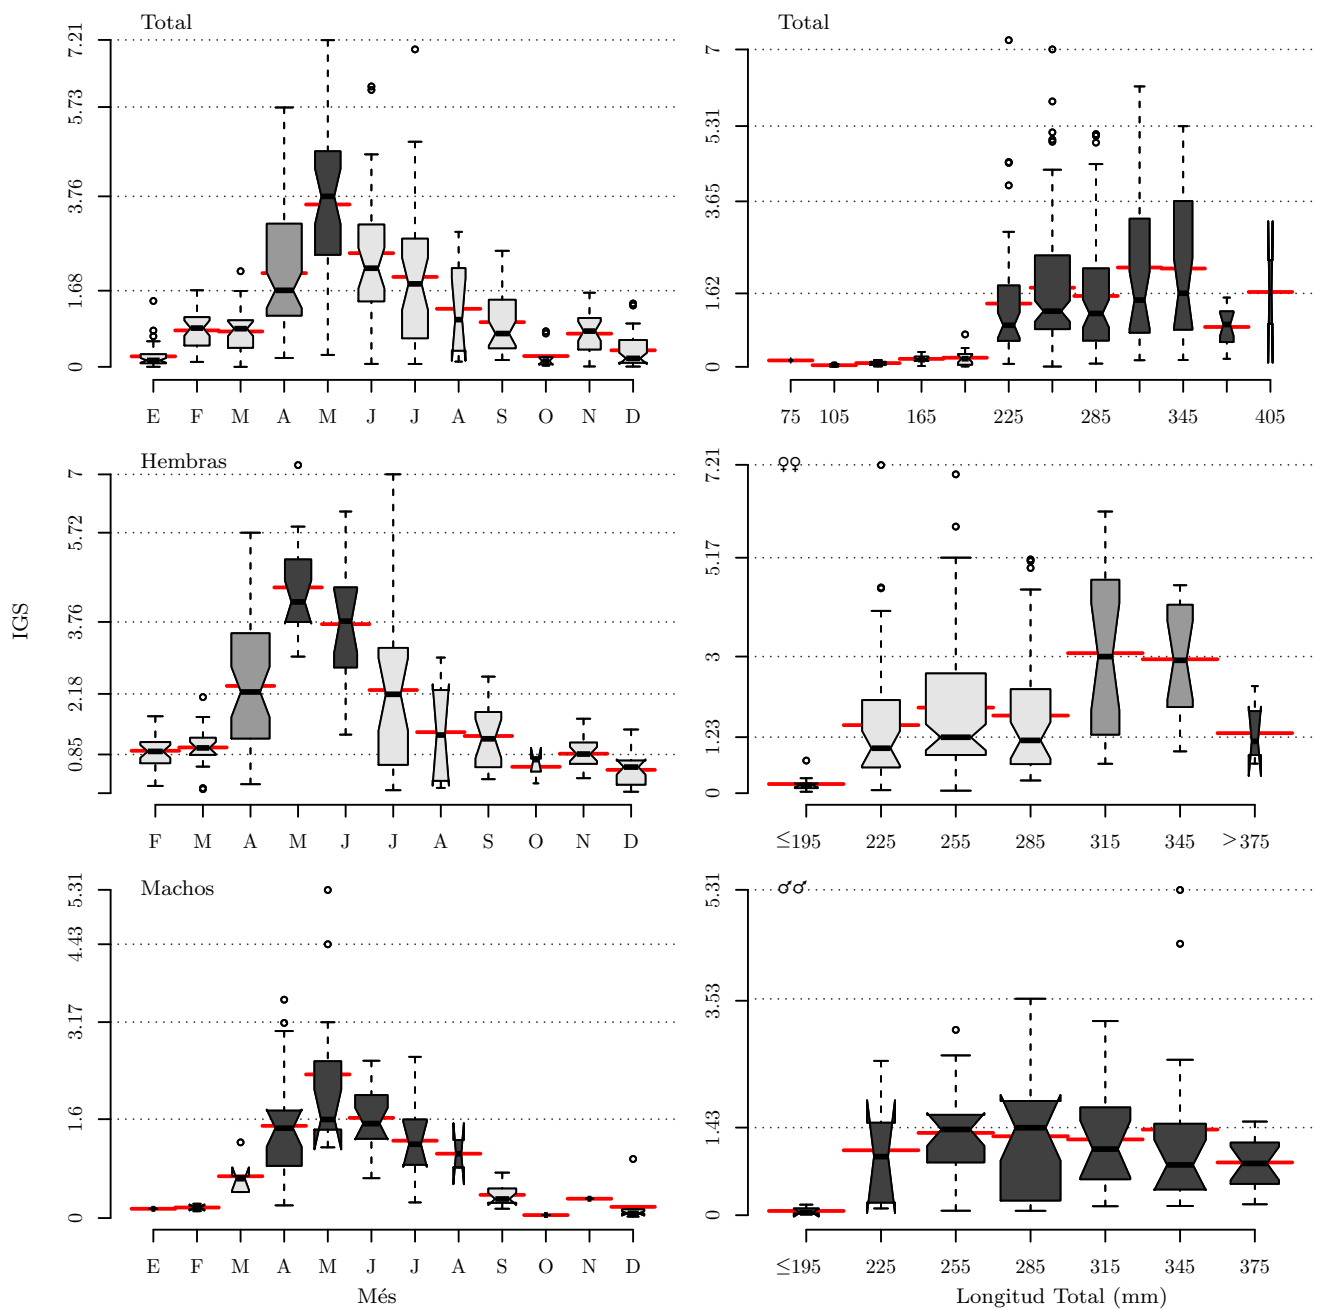 Total
7.21
5.73
3.76
1.68
0
E F M A M J J A S O N D
Total
7
5.31
3.65
1.62
0
75 105 165 225 285 345 405
IGS
Hembras
7
5.72
3.76
2.18
0.85
F M A M J J A S O N D
♀♀
7.21
5.17
3
1.23
0
≤195 225 255 285 315 345 >375
Machos
5.31
4.43
3.17
1.6
0
E F M A M J J A S O N D
Més
♂♂
5.31
3.53
1.43
0
≤195 225 255 285 315 345 375
Longitud Total (mm)